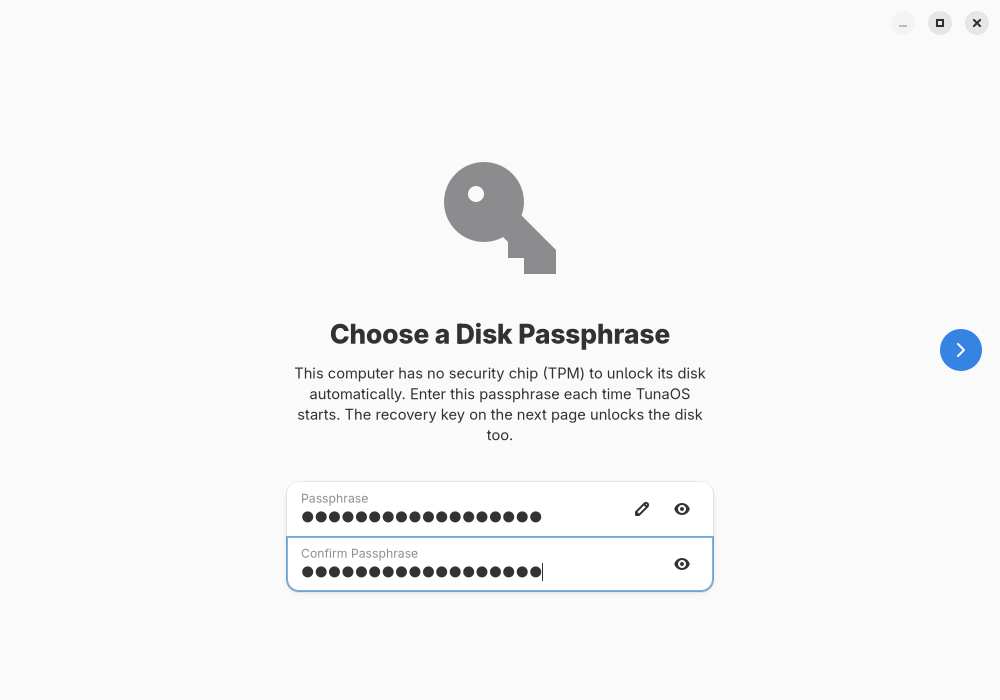 Choose a Disk Passphrase
This computer has no security chip (TPM) to unlock its disk
automatically. Enter this passphrase each time TunaOS
starts. The recovery key on the next page unlocks the disk
too.
Passphrase
●●●●●●●●●●●●●●●●●●
Confirm Passphrase
●●●●●●●●●●●●●●●●●●